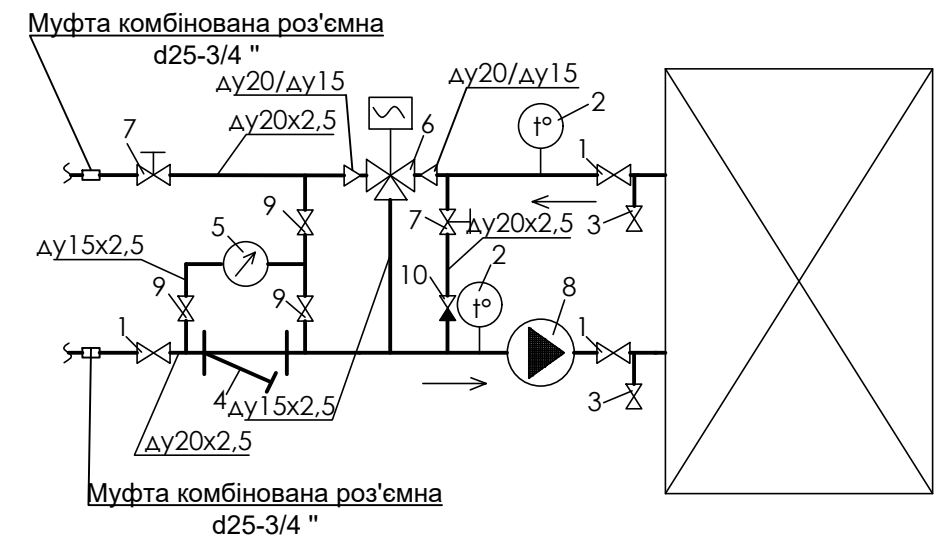 Муфта комбінована роз'ємна
d25-3/4 "
ду20/ду15
ду20/ду15
ду20х2,5
7
6
2
t°
1
3
9
5
7
ду20х2,5
ду15х2,5
9
9
10
2
t°
8
1
1
4
ду15х2,5
3
ду20х2,5
Муфта комбінована роз'ємна
d25-3/4 "